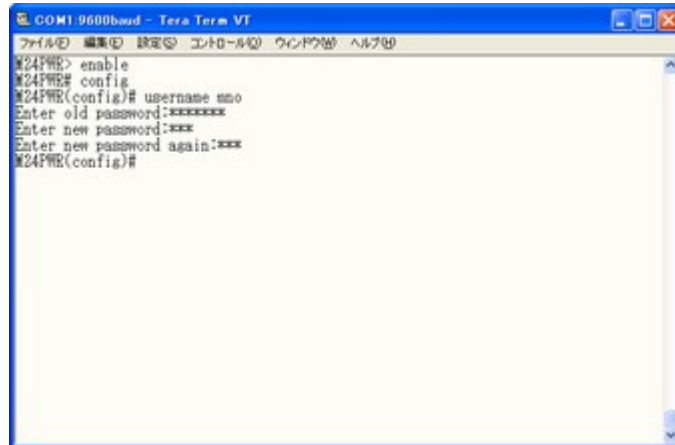 COM1:9600baud - Tera Term VT
ファイル(F) 編集(E) 設定(S) コントロール(O) ウィンドウ(W) ヘルプ(H)
M24PWR> enable
M24PWR# config
M24PWR(config)# username mno
Enter old password:*******
Enter new password:***
Enter new password again:***
M24PWR(config)#